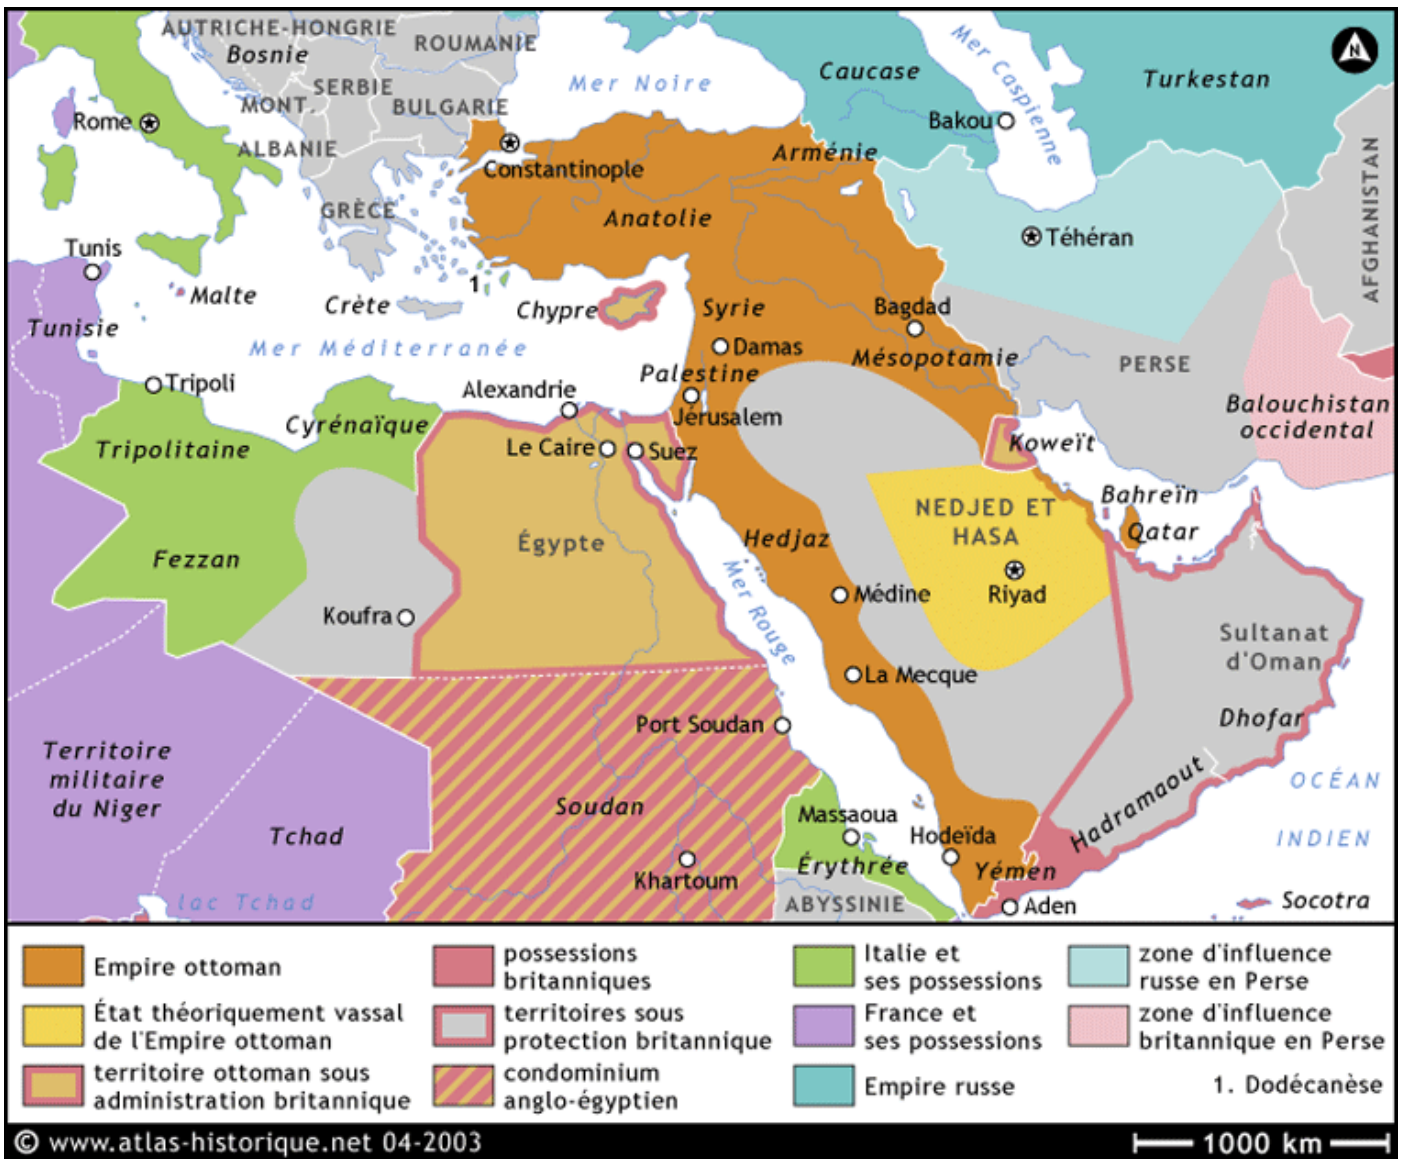 AUTRICHE-HONGRIE
Bosnie
ROUMANIE
SERBIE
MONT.
BULGARIE
ALBANIE
GRÈCE
Rome
Mer Noire
Caucase
Mer Caspienne
Turkestan
N
Bakou
Constantinople
Arménie
Anatolie
Téhéran
AFGHANISTAN
Tunis
Malte
Tunisie
Crète
1
Chypre
Syrie
Bagdad
Mer Méditerranée
Damas
Mésopotamie
PERSE
Tripoli
Alexandrie
Palestine
Jérusalem
Cyrénaïque
Tripolitaine
Le Caire
Suez
Koweït
Balouchistan
occidental
Bahreïn
Qatar
NEDJED ET
HASA
Riyad
Fezzan
Égypte
Hedjaz
Mer Rouge
Médine
Koufra
La Mecque
Sultanat
d'Oman
Dhofar
Port Soudan
Territoire
militaire
du Niger
Tchad
Soudan
Massaoua
Hodeïda
Hadramaout
OCÉAN
INDIEN
Érythrée
Yémen
Khartoum
lac Tchad
ABYSSINIE
Aden
Socotra
Empire ottoman
État théoriquement vassal
de l'Empire ottoman
territoire ottoman sous
administration britannique
possessions
britanniques
territoires sous
protection britannique
condominium
anglo-égyptien
Italie et
ses possessions
France et
ses possessions
Empire russe
zone d'influence
russe en Perse
zone d'influence
britannique en Perse
1. Dodécanèse
© www.atlas-historique.net 04-2003
1000 km